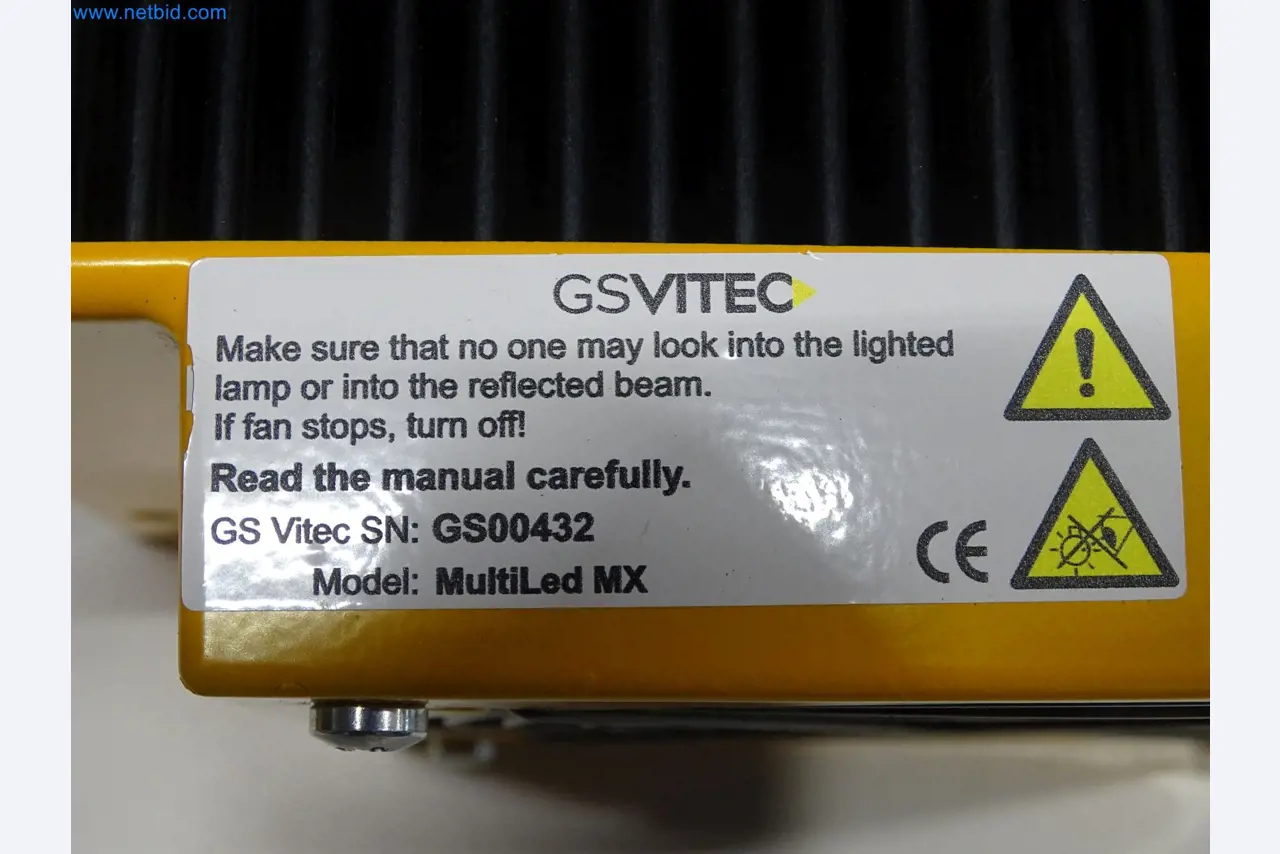 www.netbid.com
GSVITEC
Make sure that no one may look into the lighted
lamp or into the reflected beam.
If fan stops, turn off!
Read the manual carefully.
GS Vitec SN: GS00432
Model: MultiLed MX
CE